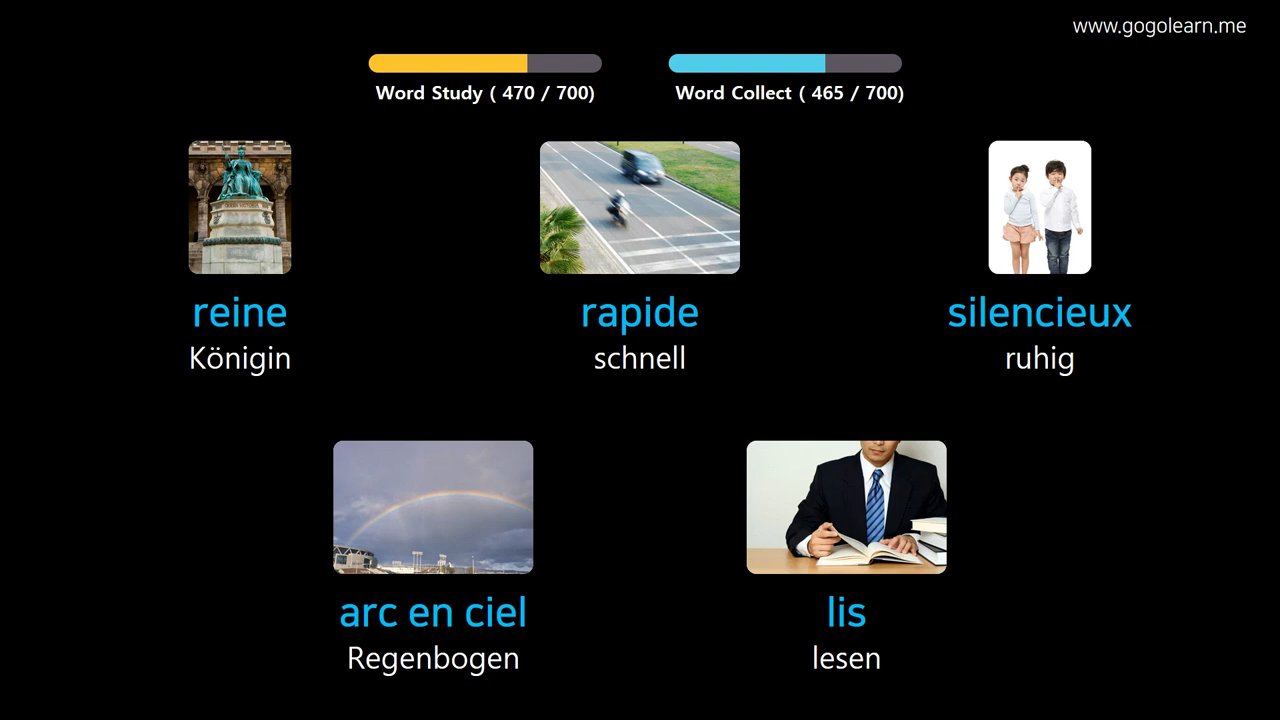 www.gogolearn.me
Word Study ( 470 / 700)
Word Collect ( 465 / 700)
reine
Königin
rapide
schnell
silencieux
ruhig
arc en ciel
Regenbogen
lis
lesen